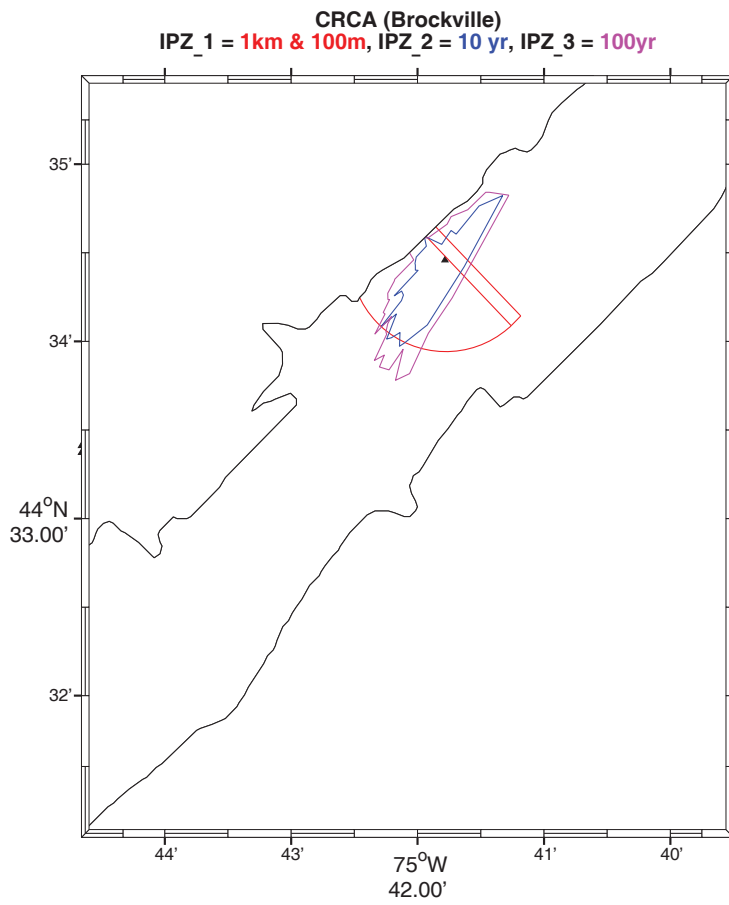 CRCA (Brockville)
IPZ_1 = 1km & 100m, IPZ_2 = 10 yr, IPZ_3 = 100yr
35'
34'
44°N
33.00'
32'
44'
43'
75°W
42.00'
41'
40'